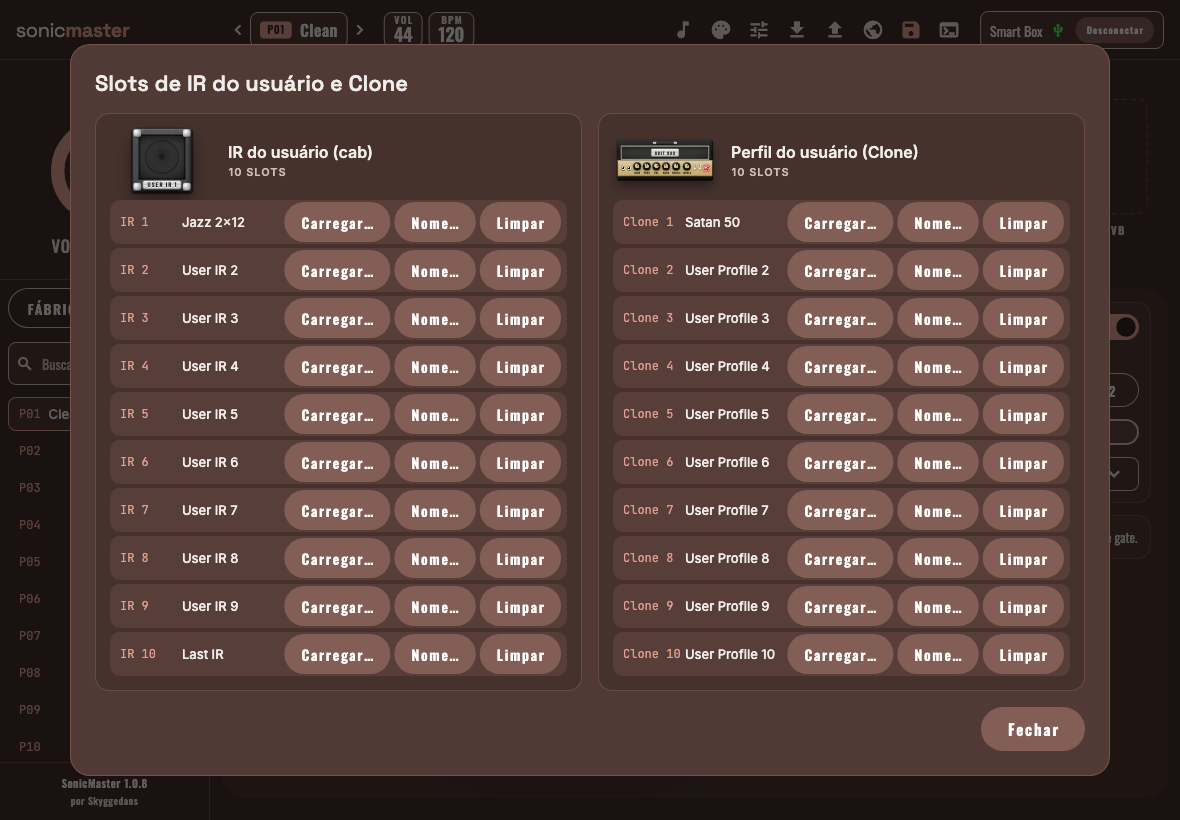 sonicmaster
P01 Clean
VOL
44
BPM
120
Smart Box
Desconectar
Slots de IR do usuário e Clone
USER IR 1
IR do usuário (cab)
10 SLOTS
IR 1 Jazz 2×12 Carregar… Nome… Limpar
IR 2 User IR 2 Carregar… Nome… Limpar
IR 3 User IR 3 Carregar… Nome… Limpar
IR 4 User IR 4 Carregar… Nome… Limpar
IR 5 User IR 5 Carregar… Nome… Limpar
IR 6 User IR 6 Carregar… Nome… Limpar
IR 7 User IR 7 Carregar… Nome… Limpar
IR 8 User IR 8 Carregar… Nome… Limpar
IR 9 User IR 9 Carregar… Nome… Limpar
IR 10 Last IR Carregar… Nome… Limpar
Perfil do usuário (Clone)
10 SLOTS
Clone 1 Satan 50 Carregar… Nome… Limpar
Clone 2 User Profile 2 Carregar… Nome… Limpar
Clone 3 User Profile 3 Carregar… Nome… Limpar
Clone 4 User Profile 4 Carregar… Nome… Limpar
Clone 5 User Profile 5 Carregar… Nome… Limpar
Clone 6 User Profile 6 Carregar… Nome… Limpar
Clone 7 User Profile 7 Carregar… Nome… Limpar
Clone 8 User Profile 8 Carregar… Nome… Limpar
Clone 9 User Profile 9 Carregar… Nome… Limpar
Clone 10 User Profile 10 Carregar… Nome… Limpar
Fechar
VO
FÁBRI
Busca
P01 Cle
P02
P03
P04
P05
P06
P07
P08
P09
P10
SonicMaster 1.0.8
por Skyggedans
VB
2
gate.